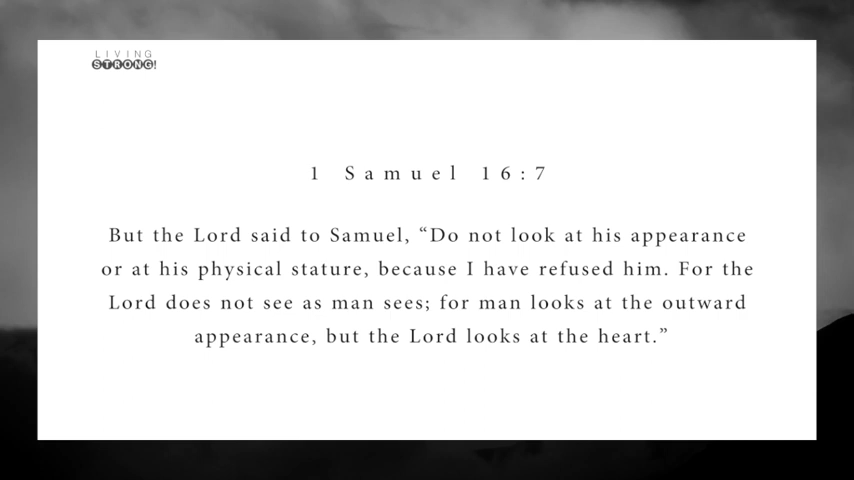 LIVING
STRONG!
1 Samuel 16:7
But the Lord said to Samuel, “Do not look at his appearance
or at his physical stature, because I have refused him. For the
Lord does not see as man sees; for man looks at the outward
appearance, but the Lord looks at the heart.”